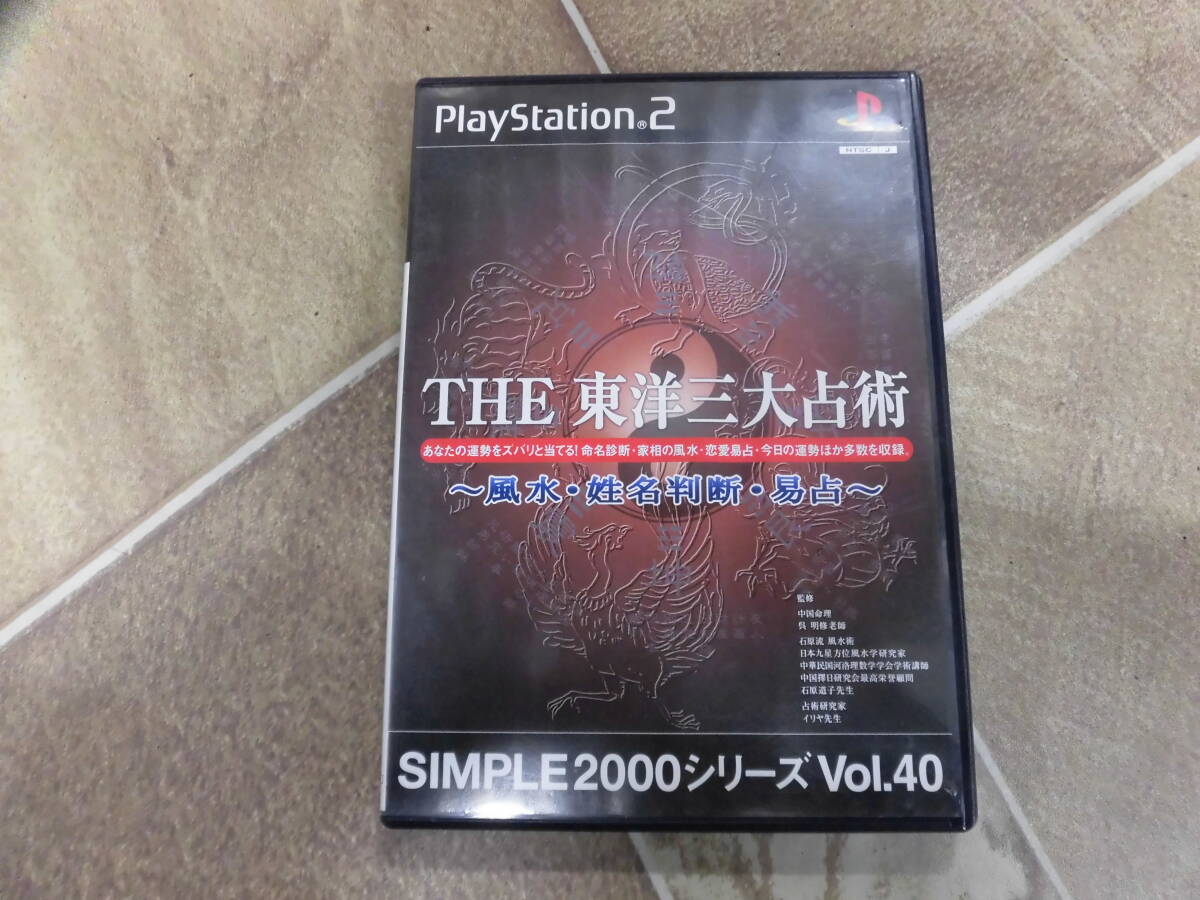 PlayStation®2
NTSC J
THE 東洋三大占術
あなたの運勢をズバリと当てる!命名診断・家相の風水・恋愛易占・今日の運勢ほか多数を収録。
～風水・姓名判断・易占～
監修
中国命理
呉 明修老師
石原流 風水術
日本九星方位風水学研究家
中華民国河洛理数学学会学術講師
中国擇日研究会最高栄誉顧問
石原道子先生
占術研究家
イリヤ先生
SIMPLE2000シリーズ Vol.40